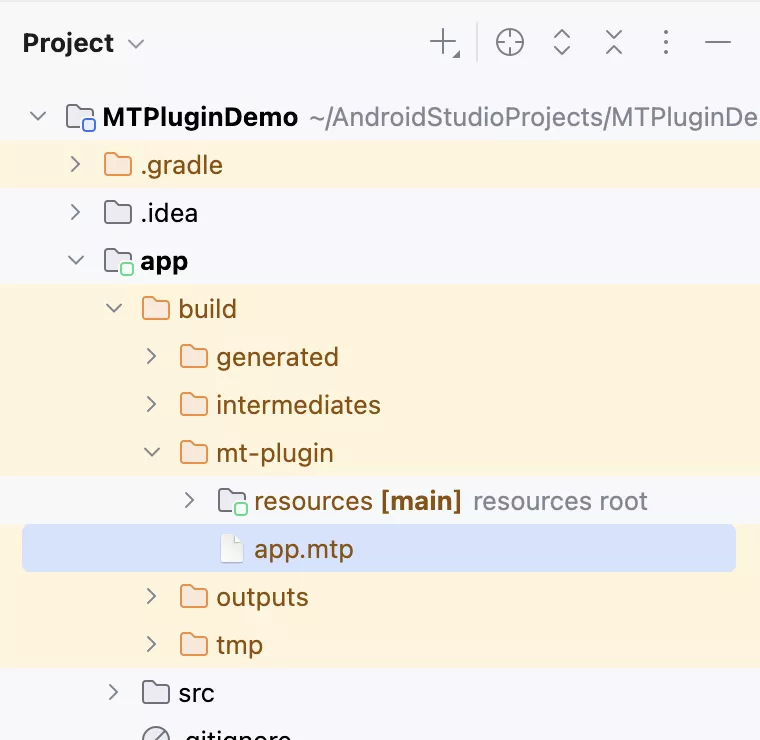 Project
MTPluginDemo ~/AndroidStudioProjects/MTPluginDe
.gradle
.idea
app
build
generated
intermediates
mt-plugin
resources [main] resources root
app.mtp
outputs
tmp
src
.gitignore